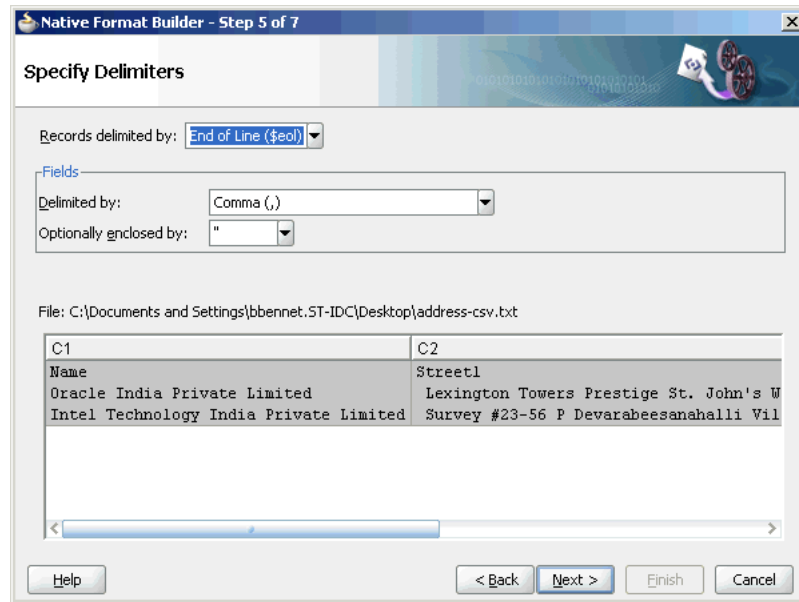 Native Format Builder - Step 5 of 7
Specify Delimiters
Records delimited by: End of Line ($eol)
Fields
Delimited by: Comma (,)
Optionally enclosed by: "
File: C:\Documents and Settings\bbennet.ST-IDC\Desktop\address-csv.txt
C1 C2
Name Street1
Oracle India Private Limited Lexington Towers Prestige St. John's W
Intel Technology India Private Limited Survey #23-56 P Devarabeesanahalli Vil
Help < Back Next > Finish Cancel